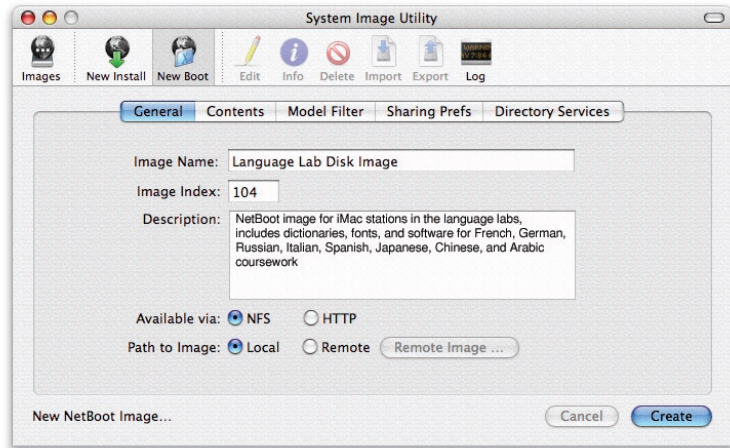 System Image Utility
Images New Install New Boot Edit Info Delete Import Export Log
General Contents Model Filter Sharing Prefs Directory Services
Image Name: Language Lab Disk Image
Image Index: 104
Description: NetBoot image for iMac stations in the language labs,
includes dictionaries, fonts, and software for French, German,
Russian, Italian, Spanish, Japanese, Chinese, and Arabic
coursework
Available via: NFS HTTP
Path to Image: Local Remote Remote Image ...
New NetBoot Image... Cancel Create